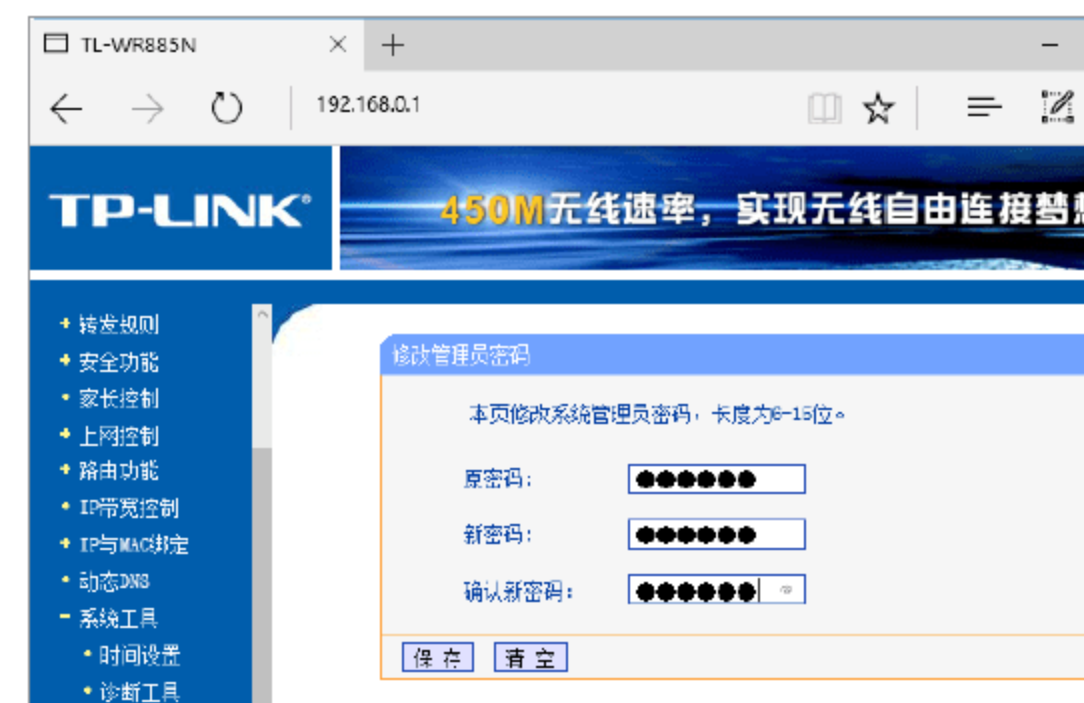 TL-WR885N
192.168.0.1
TP-LINK®
450M无线速率，实现无线自由连接梦想
转发规则
安全功能
家长控制
上网控制
路由功能
IP带宽控制
IP与MAC绑定
动态DNS
系统工具
时间设置
诊断工具
修改管理员密码
本页修改系统管理员密码，长度为6-15位。
原密码：
新密码：
确认新密码：
保 存
清 空